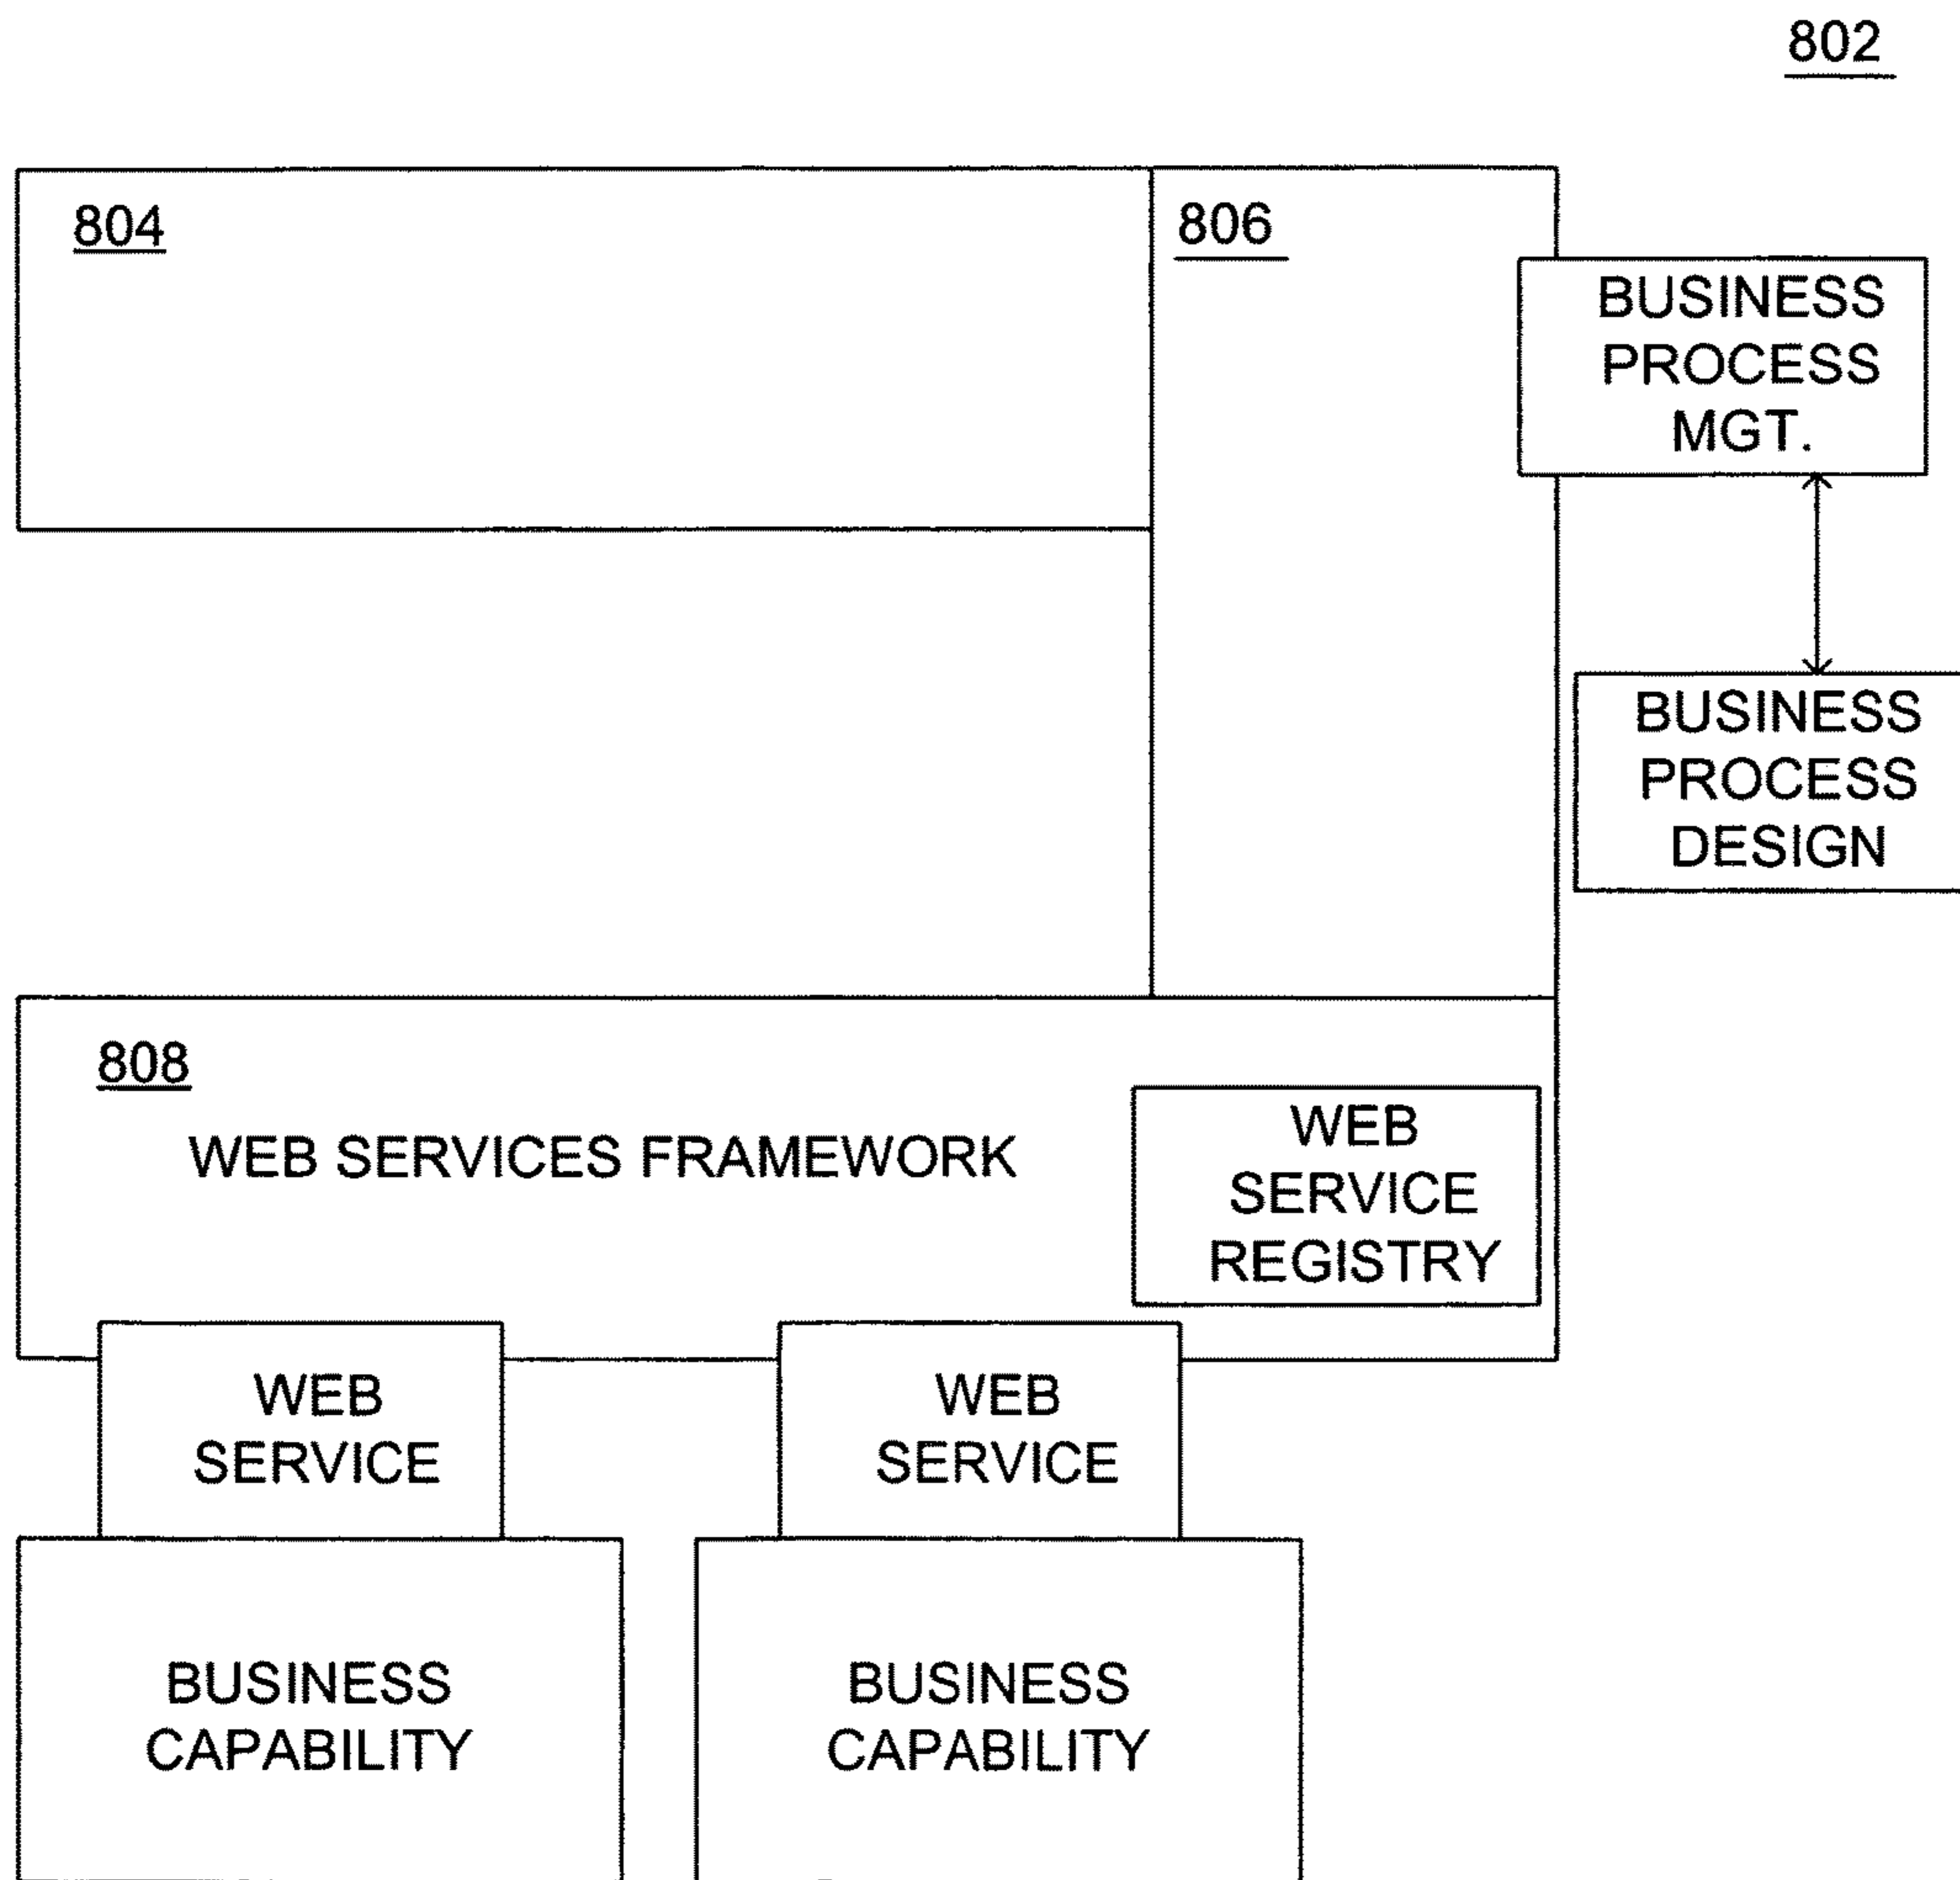 802
804
806
BUSINESS
PROCESS
MGT.
BUSINESS
PROCESS
DESIGN
808
WEB SERVICES FRAMEWORK
WEB
SERVICE
REGISTRY
WEB
SERVICE
WEB
SERVICE
BUSINESS
CAPABILITY
BUSINESS
CAPABILITY